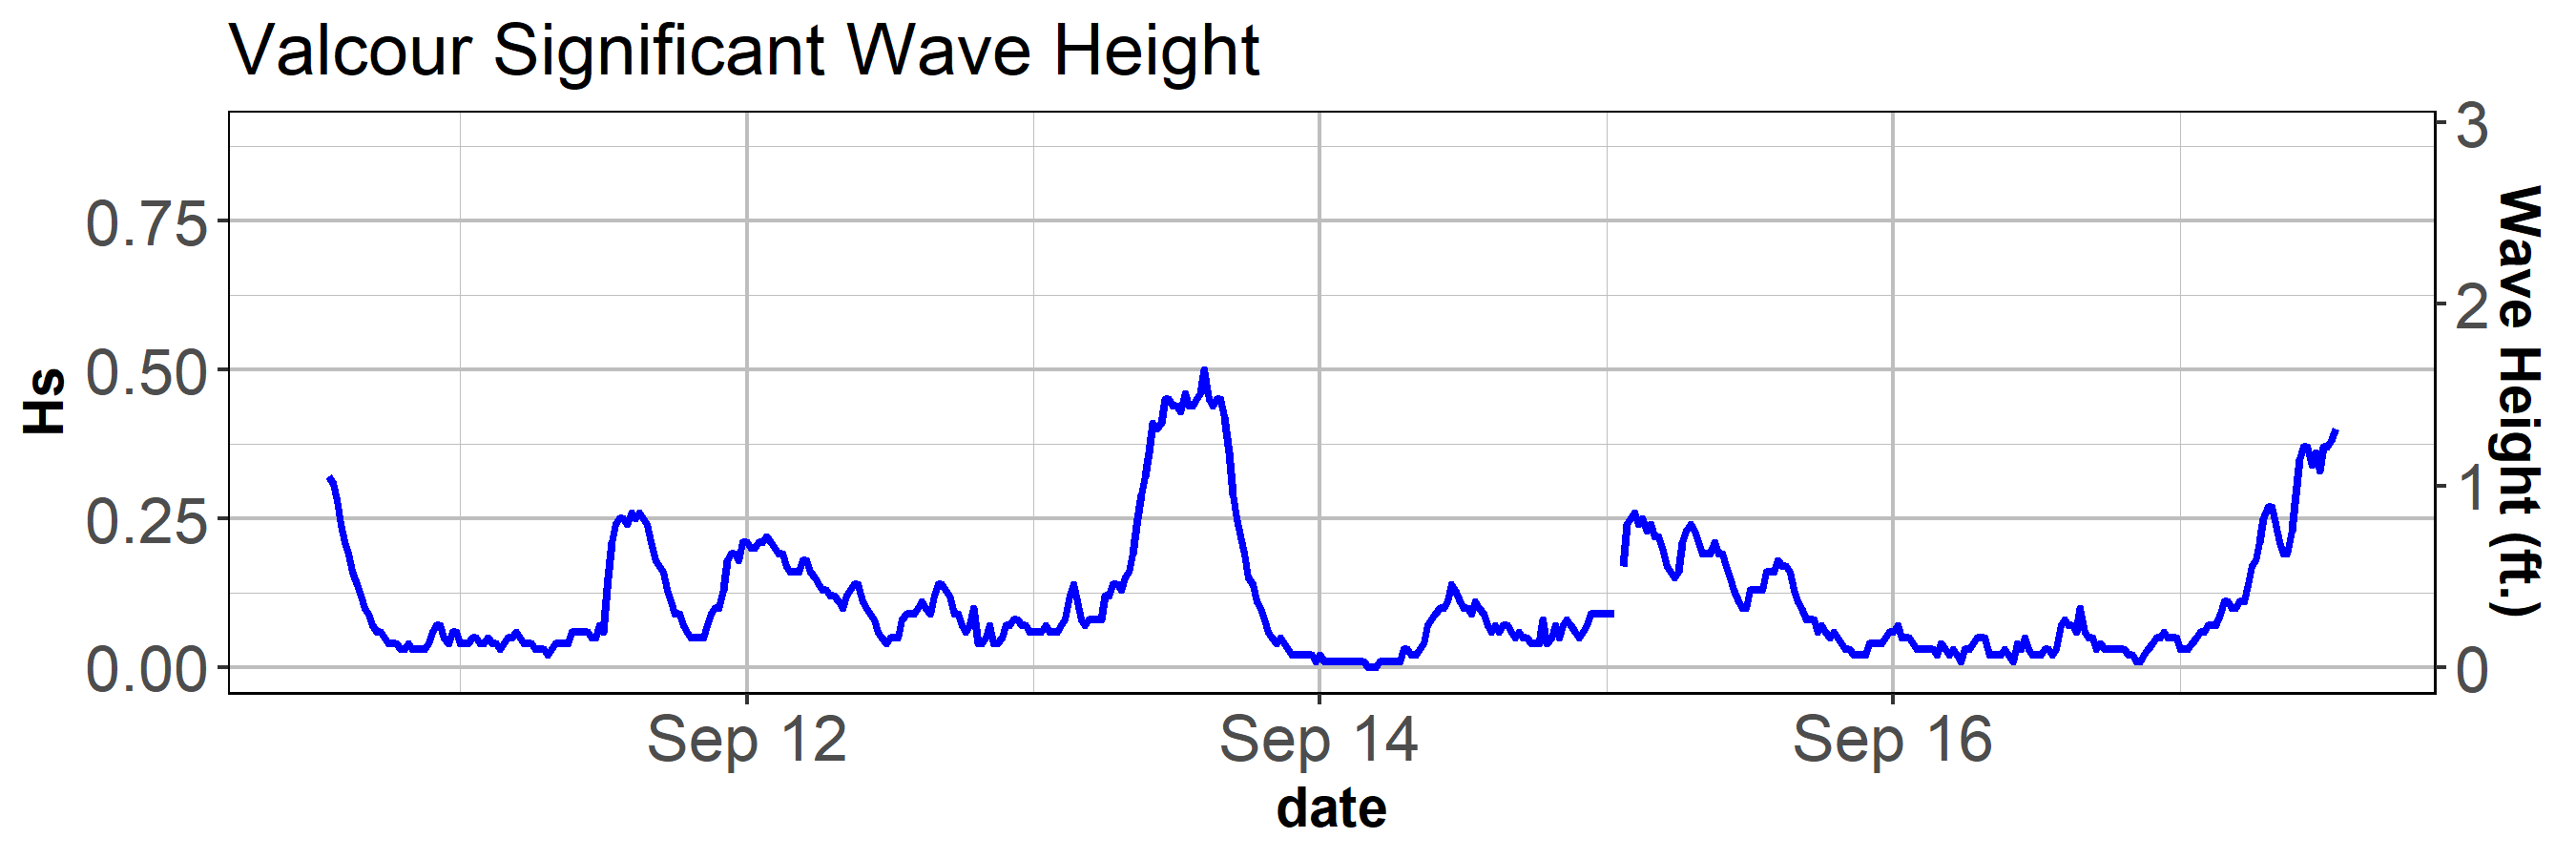 Valcour Significant Wave Height
Hs
0.75
0.50
0.25
0.00
3
2
1
0
Wave Height (ft.)
Sep 12 Sep 14 Sep 16
date